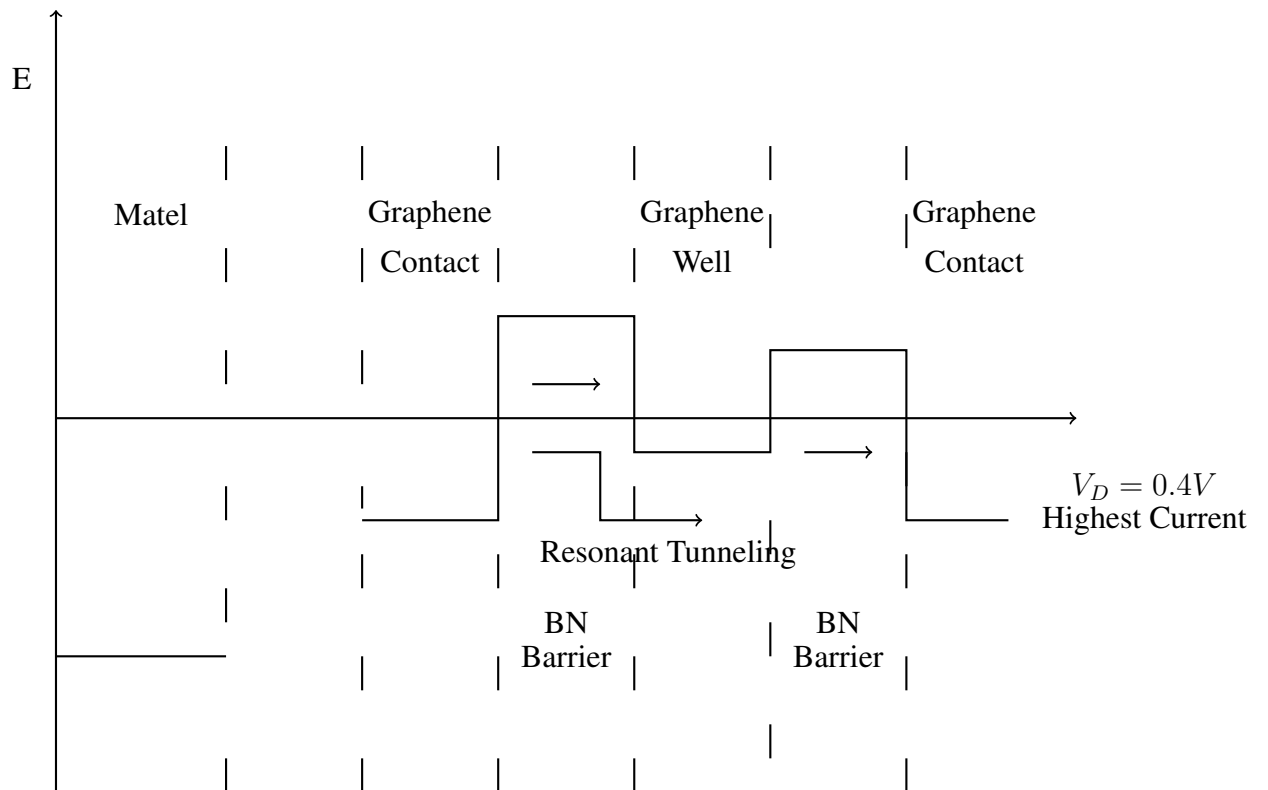 E
Matel
Graphene
Contact
Graphene
Well
Graphene
Contact
$V_D = 0.4V$
Highest Current
Resonant Tunneling
BN
Barrier
BN
Barrier